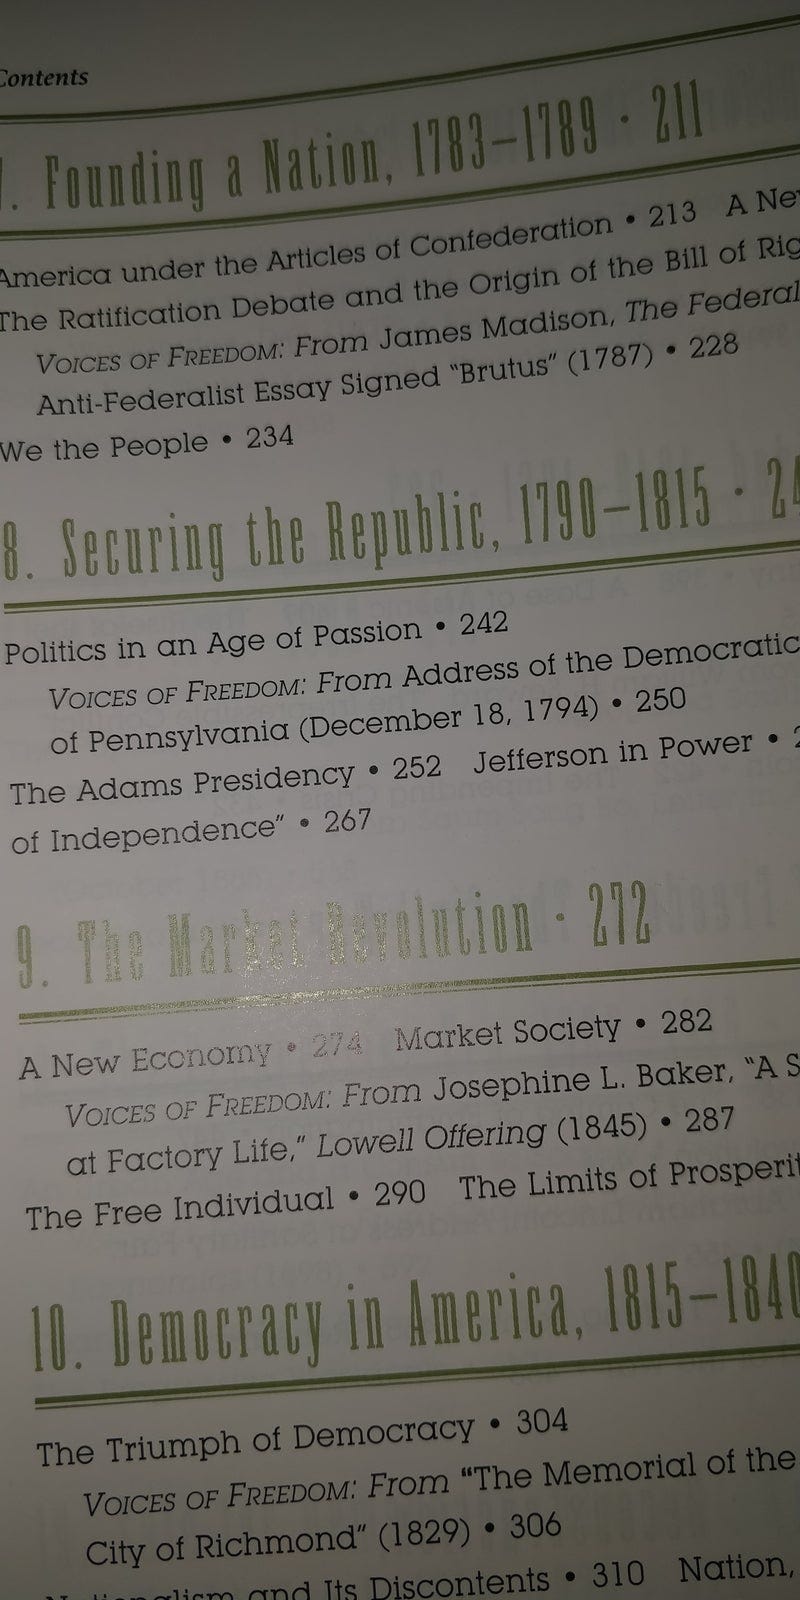 Contents
7. Founding a Nation, 1783–1789 · 211
America under the Articles of Confederation • 213 A
The Ratification Debate and the Origin of the Bill of
VOICES OF FREEDOM: From James Madison, The
Anti-Federalist Essay Signed “Brutus” (1787) • 228
We the People • 234
8. Securing the Republic, 1790–1815 ·
Politics in an Age of Passion • 242
VOICES OF FREEDOM: From Address of the Democratic
of Pennsylvania (December 18, 1794) • 250
The Adams Presidency • 252 Jefferson in Power •
of Independence” • 267
9. The Market Revolution · 272
A New Economy • 274 Market Society • 282
VOICES OF FREEDOM: From Josephine L. Baker, “A
at Factory Life,” Lowell Offering (1845) • 287
The Free Individual • 290 The Limits of
10. Democracy in America, 1815–1840
The Triumph of Democracy • 304
VOICES OF FREEDOM: From “The Memorial of the
City of Richmond” (1829) • 306
Nationalism and Its Discontents • 310 Nation,